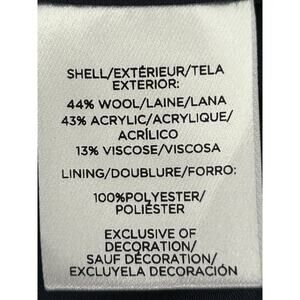 SHELL/EXTÉRIEUR/TELA
EXTERIOR:
44% WOOL/LAINE/LANA
43% ACRYLIC/ACRYLIQUE/
ACRÍLICO
13% VISCOSE/VISCOSA
LINING/DOUBLURE/FORRO:
100%POLYESTER/
POLIÉSTER
EXCLUSIVE OF
DECORATION/
SAUF DÉCORATION/
EXCLUYELA DECORACIÓN